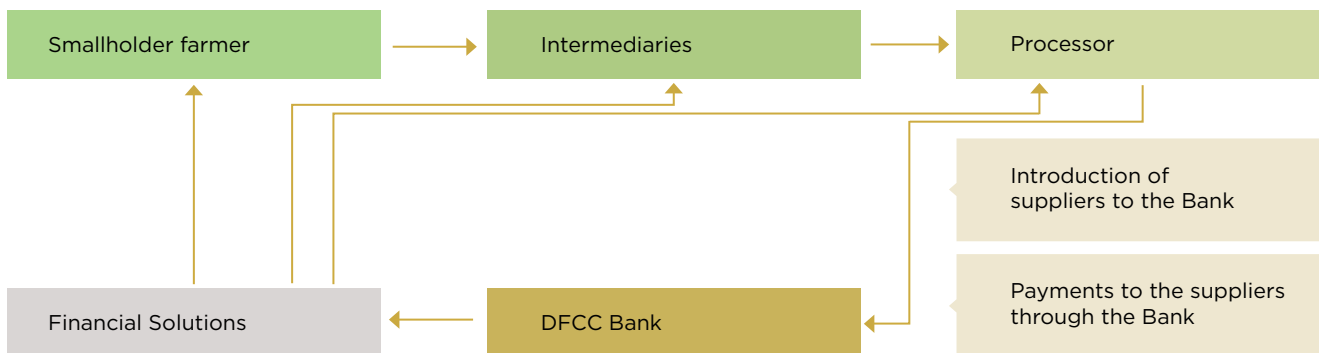 Smallholder farmer
Intermediaries
Processor
Introduction of
suppliers to the Bank
Payments to the suppliers
through the Bank
Financial Solutions
DFCC Bank